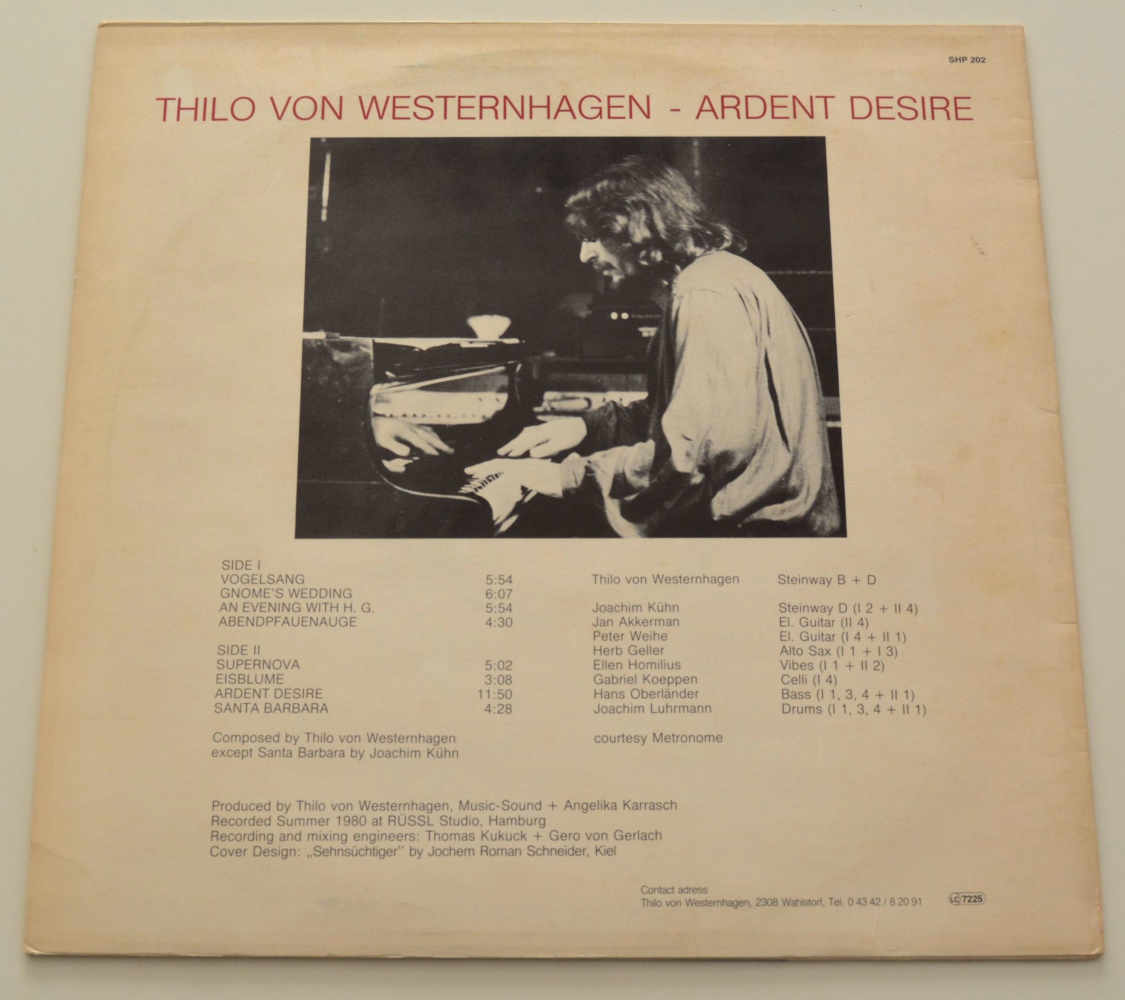 SHP 202
THILO VON WESTERNHAGEN - ARDENT DESIRE
SIDE I
VOGELSANG 5:54
GNOME'S WEDDING 6:07
AN EVENING WITH H. G. 5:54
ABENDPFAUENAUGE 4:30
SIDE II
SUPERNOVA 5:02
EISBLUME 3:08
ARDENT DESIRE 11:50
SANTA BARBARA 4:28
Composed by Thilo von Westernhagen
except Santa Barbara by Joachim Kühn
Thilo von Westernhagen Steinway B + D
Joachim Kühn Steinway D (I 2 + II 4)
Jan Akkerman El. Guitar (II 4)
Peter Weihe El. Guitar (I 4 + II 1)
Herb Geller Alto Sax (I 1 + I 3)
Ellen Homilius Vibes (I 1 + II 2)
Gabriel Koeppen Celli (I 4)
Hans Oberländer Bass (I 1, 3, 4 + II 1)
Joachim Luhrmann Drums (I 1, 3, 4 + II 1)
courtesy Metronome
Produced by Thilo von Westernhagen, Music-Sound + Angelika Karrasch
Recorded Summer 1980 at RÜSSL Studio, Hamburg
Recording and mixing engineers: Thomas Kukuck + Gero von Gerlach
Cover Design: „Sehnsüchtiger" by Jochem Roman Schneider, Kiel
Contact adress
Thilo von Westernhagen, 2308 Wahlstorf, Tel. 0 43 42 / 8 20 91
LC 7225